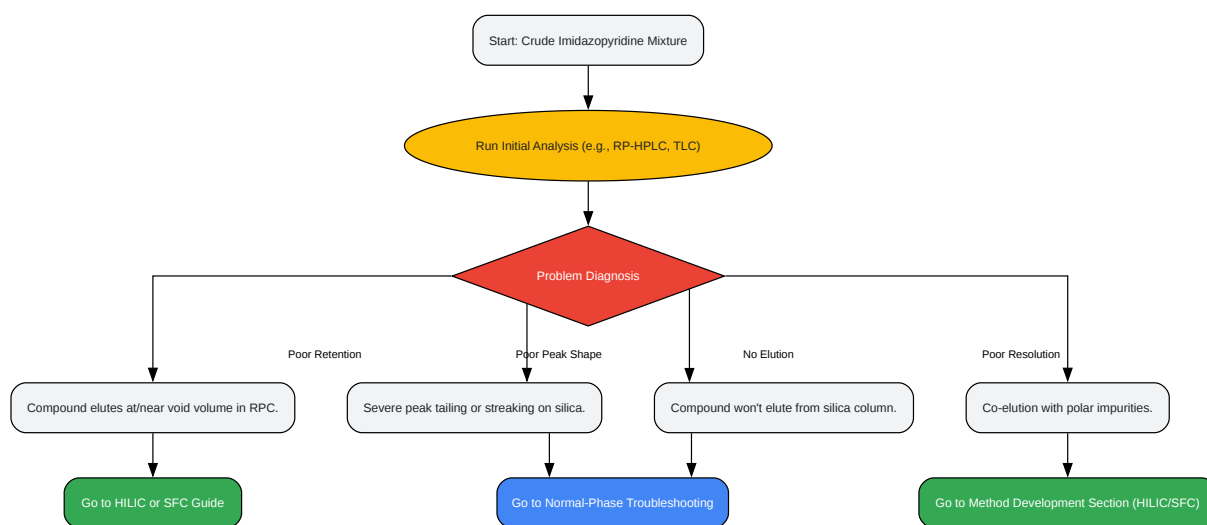 Start: Crude Imidazopyridine Mixture
Run Initial Analysis (e.g., RP-HPLC, TLC)
Problem Diagnosis
Poor Retention
Poor Peak Shape
No Elution
Poor Resolution
Compound elutes at/near void volume in RPC.
Severe peak tailing or streaking on silica.
Compound won't elute from silica column.
Co-elution with polar impurities.
Go to HILIC or SFC Guide
Go to Normal-Phase Troubleshooting
Go to Method Development Section (HILIC/SFC)